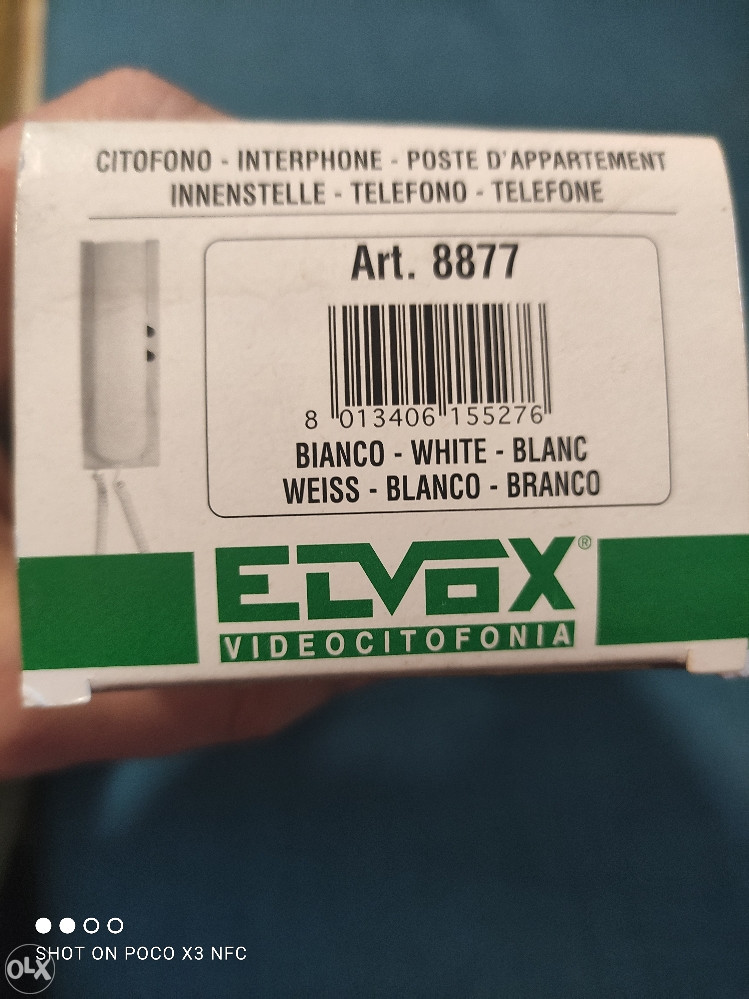 CITOFONO - INTERPHONE - POSTE D'APPARTEMENT
INNENSTELLE - TELEFONO - TELEFONE
Art. 8877
8 013406 155276
BIANCO - WHITE - BLANC
WEISS - BLANCO - BRANCO
ELVOX®
VIDEOCITOFONIA
SHOT ON POCO X3 NFC
OLX